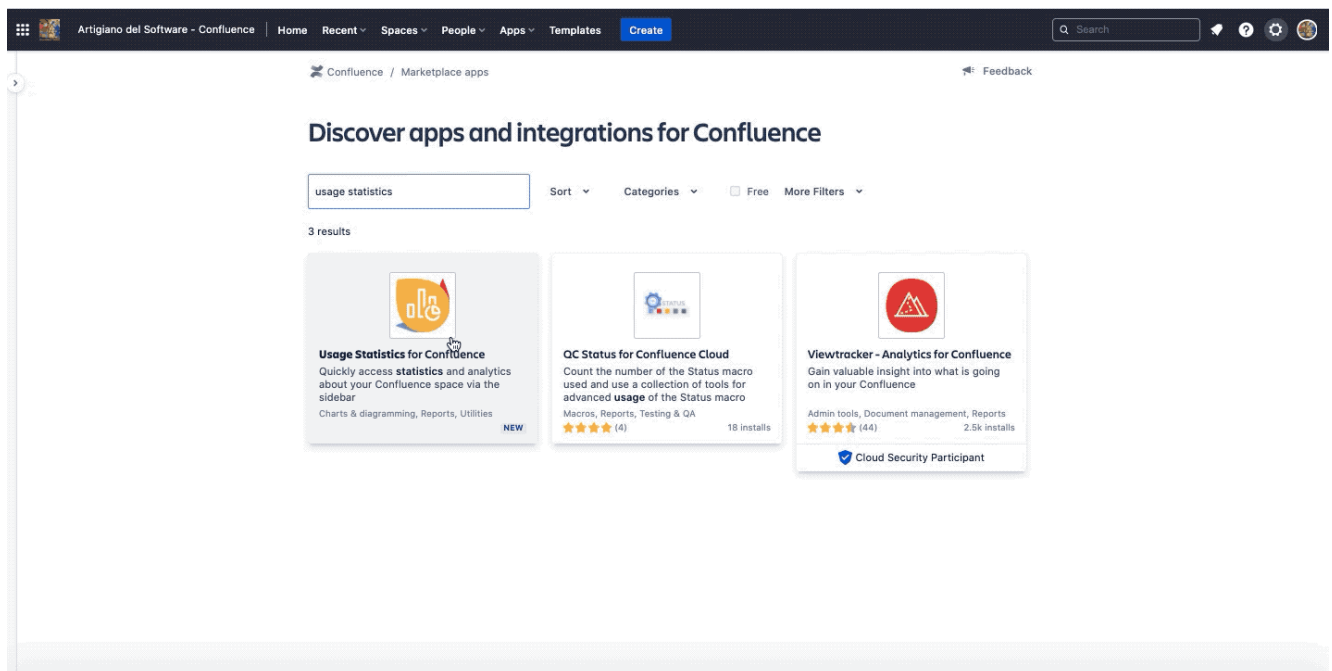 Artigiano del Software - Confluence Home Recent Spaces People Apps Templates Create Search
Confluence / Marketplace apps Feedback
Discover apps and integrations for Confluence
usage statistics Sort Categories Free More Filters
3 results
STATUS
Usage Statistics for Confluence
Quickly access statistics and analytics
about your Confluence space via the
sidebar
Charts & diagramming, Reports, Utilities
NEW
QC Status for Confluence Cloud
Count the number of the Status macro
used and use a collection of tools for
advanced usage of the Status macro
Macros, Reports, Testing & QA
(4) 18 installs
Viewtracker - Analytics for Confluence
Gain valuable insight into what is going
on in your Confluence
Admin tools, Document management, Reports
(44) 2.5k installs
Cloud Security Participant